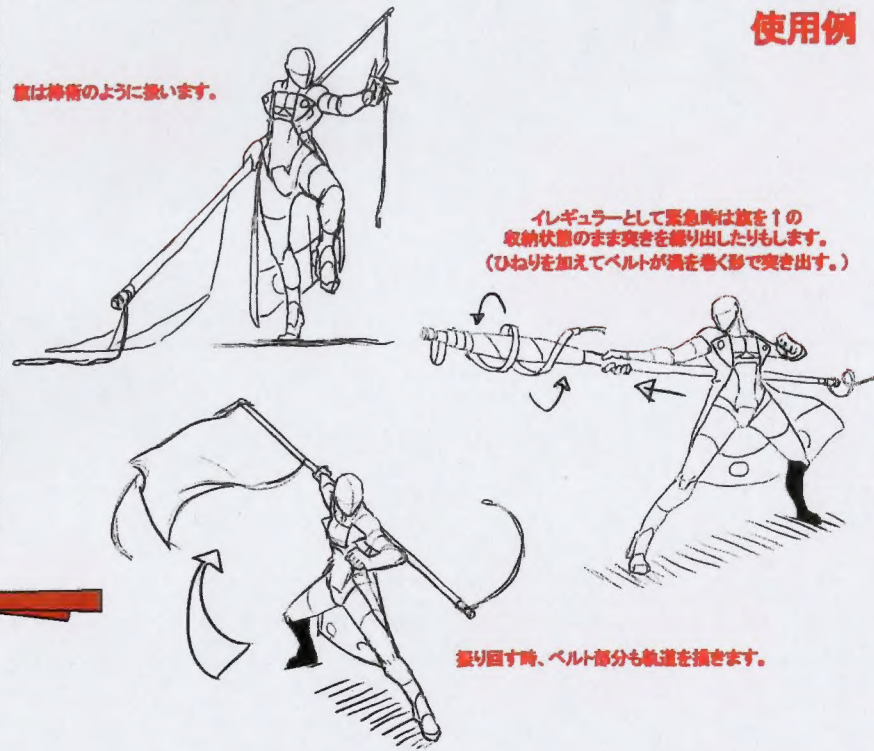 使用例
旗は棒術のように扱います。
イレギュラーとして緊急時は旗を↑の
収納状態のまま突きを繰り出したりもします。
(ひねりを加えてベルトが渦を巻く形で突き出す。)
振り回す時、ベルト部分も軌道を描きます。